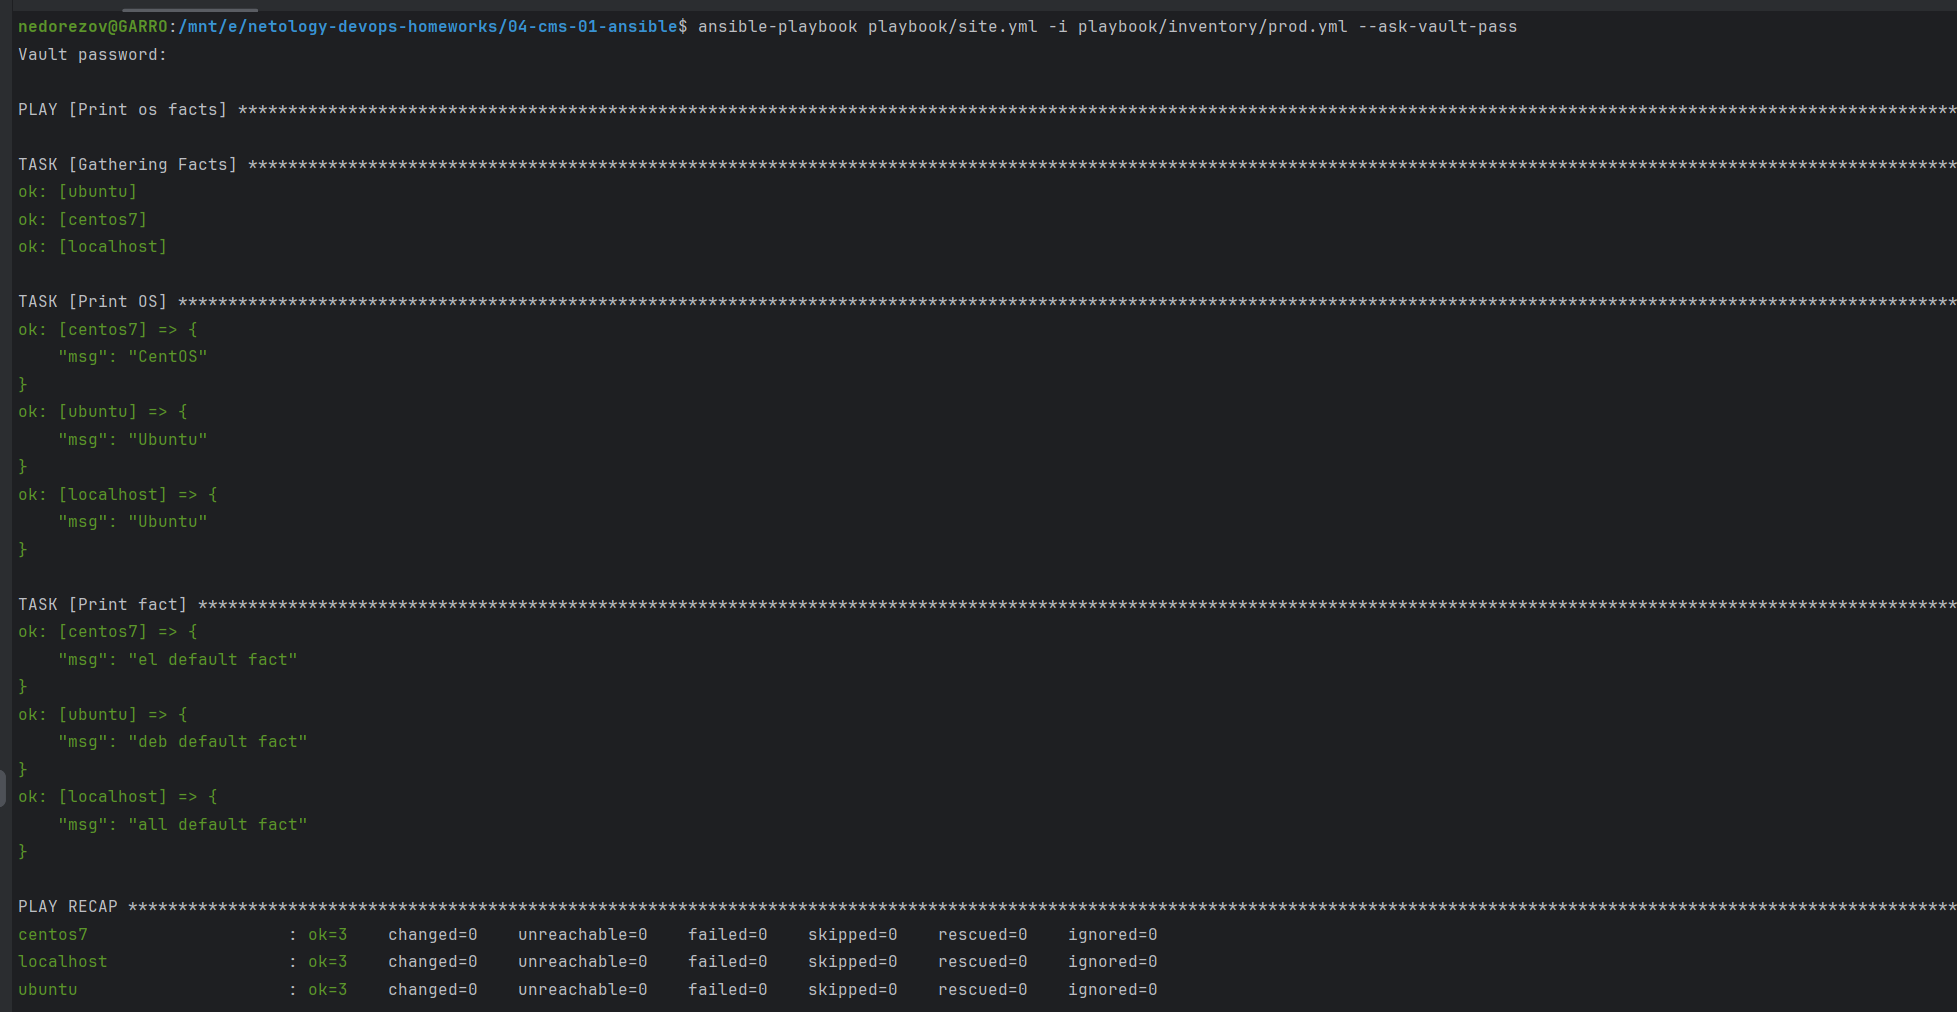 nedorezov@GARRO:/mnt/e/netology-devops-homeworks/04-cms-01-ansible$ ansible-playbook playbook/site.yml -i playbook/inventory/prod.yml --ask-vault-pass
Vault password:
PLAY [Print os facts] ****************************************************************************************************************************************************************************
TASK [Gathering Facts] ***************************************************************************************************************************************************************************
ok: [ubuntu]
ok: [centos7]
ok: [localhost]
TASK [Print OS] **********************************************************************************************************************************************************************************
ok: [centos7] => {
    "msg": "CentOS"
}
ok: [ubuntu] => {
    "msg": "Ubuntu"
}
ok: [localhost] => {
    "msg": "Ubuntu"
}
TASK [Print fact] ********************************************************************************************************************************************************************************
ok: [centos7] => {
    "msg": "el default fact"
}
ok: [ubuntu] => {
    "msg": "deb default fact"
}
ok: [localhost] => {
    "msg": "all default fact"
}
PLAY RECAP ***************************************************************************************************************************************************************************************
centos7                    : ok=3    changed=0    unreachable=0    failed=0    skipped=0    rescued=0    ignored=0
localhost                  : ok=3    changed=0    unreachable=0    failed=0    skipped=0    rescued=0    ignored=0
ubuntu                     : ok=3    changed=0    unreachable=0    failed=0    skipped=0    rescued=0    ignored=0